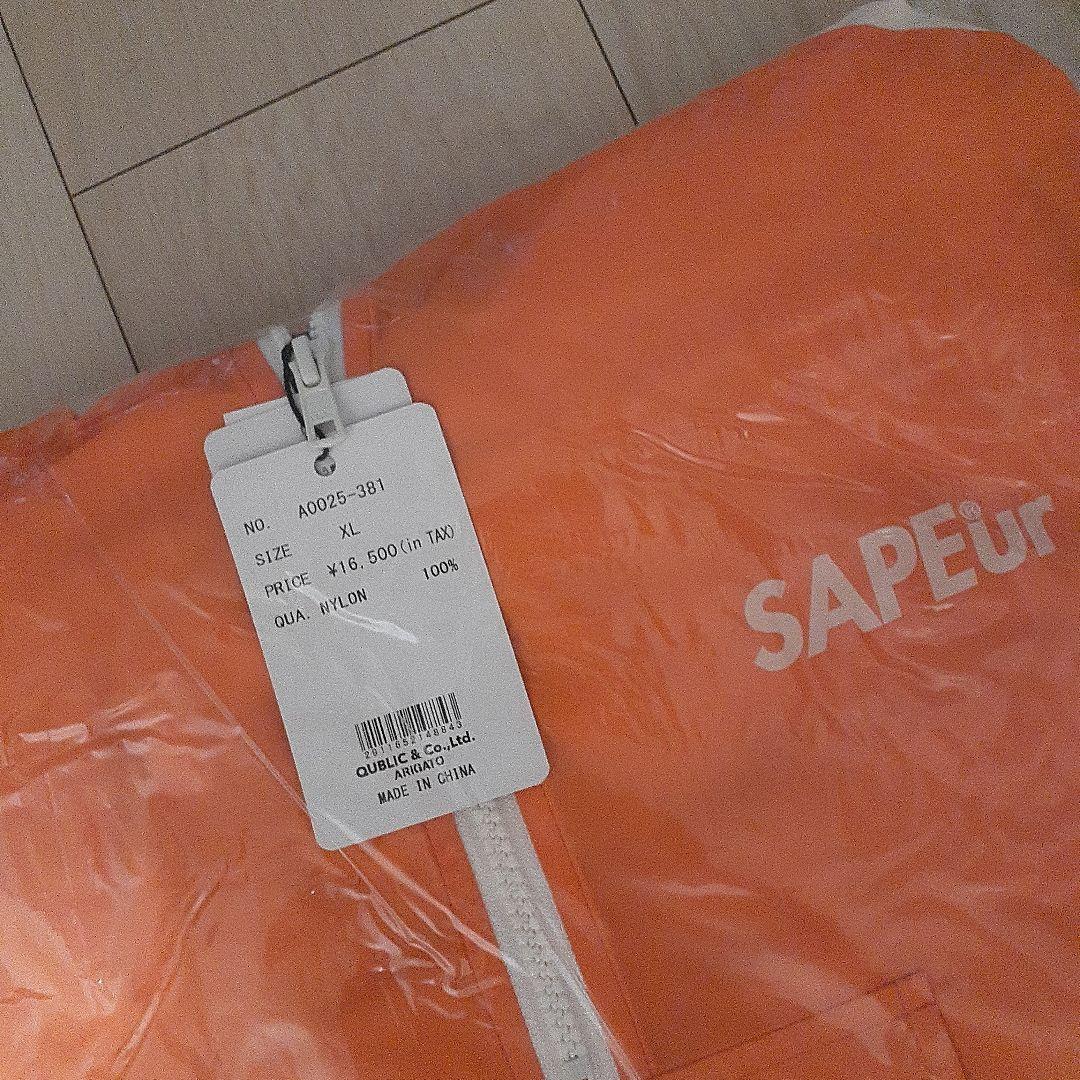 NO. A0025-381
SIZE XL
PRICE ¥16,500(in TAX)
QUA. NYLON 100%
2011652148843
QUBLIC & Co.,Ltd.
ARIGATO
MADE IN CHINA
SAPEur®